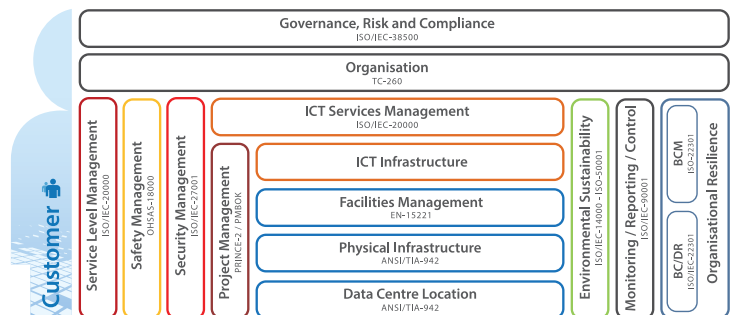 Governance, Risk and Compliance
ISO/IEC-38500
Organisation
TC-260
Customer
Service Level Management
ISO/IEC-20000
Safety Management
OHSAS-18000
Security Management
ISO/IEC-27001
ICT Services Management
ISO/IEC-20000
Project Management
PRINCE-2 / PMBOK
ICT Infrastructure
Facilities Management
EN-15221
Physical Infrastructure
ANSI/TIA-942
Data Centre Location
ANSI/TIA-942
Environmental Sustainability
ISO/IEC-14000 - ISO-50001
Monitoring / Reporting / Control
ISO/IEC-90001
BCM
ISO-22301
BC/DR
ISO/IEC-22301
Organisational Resilience